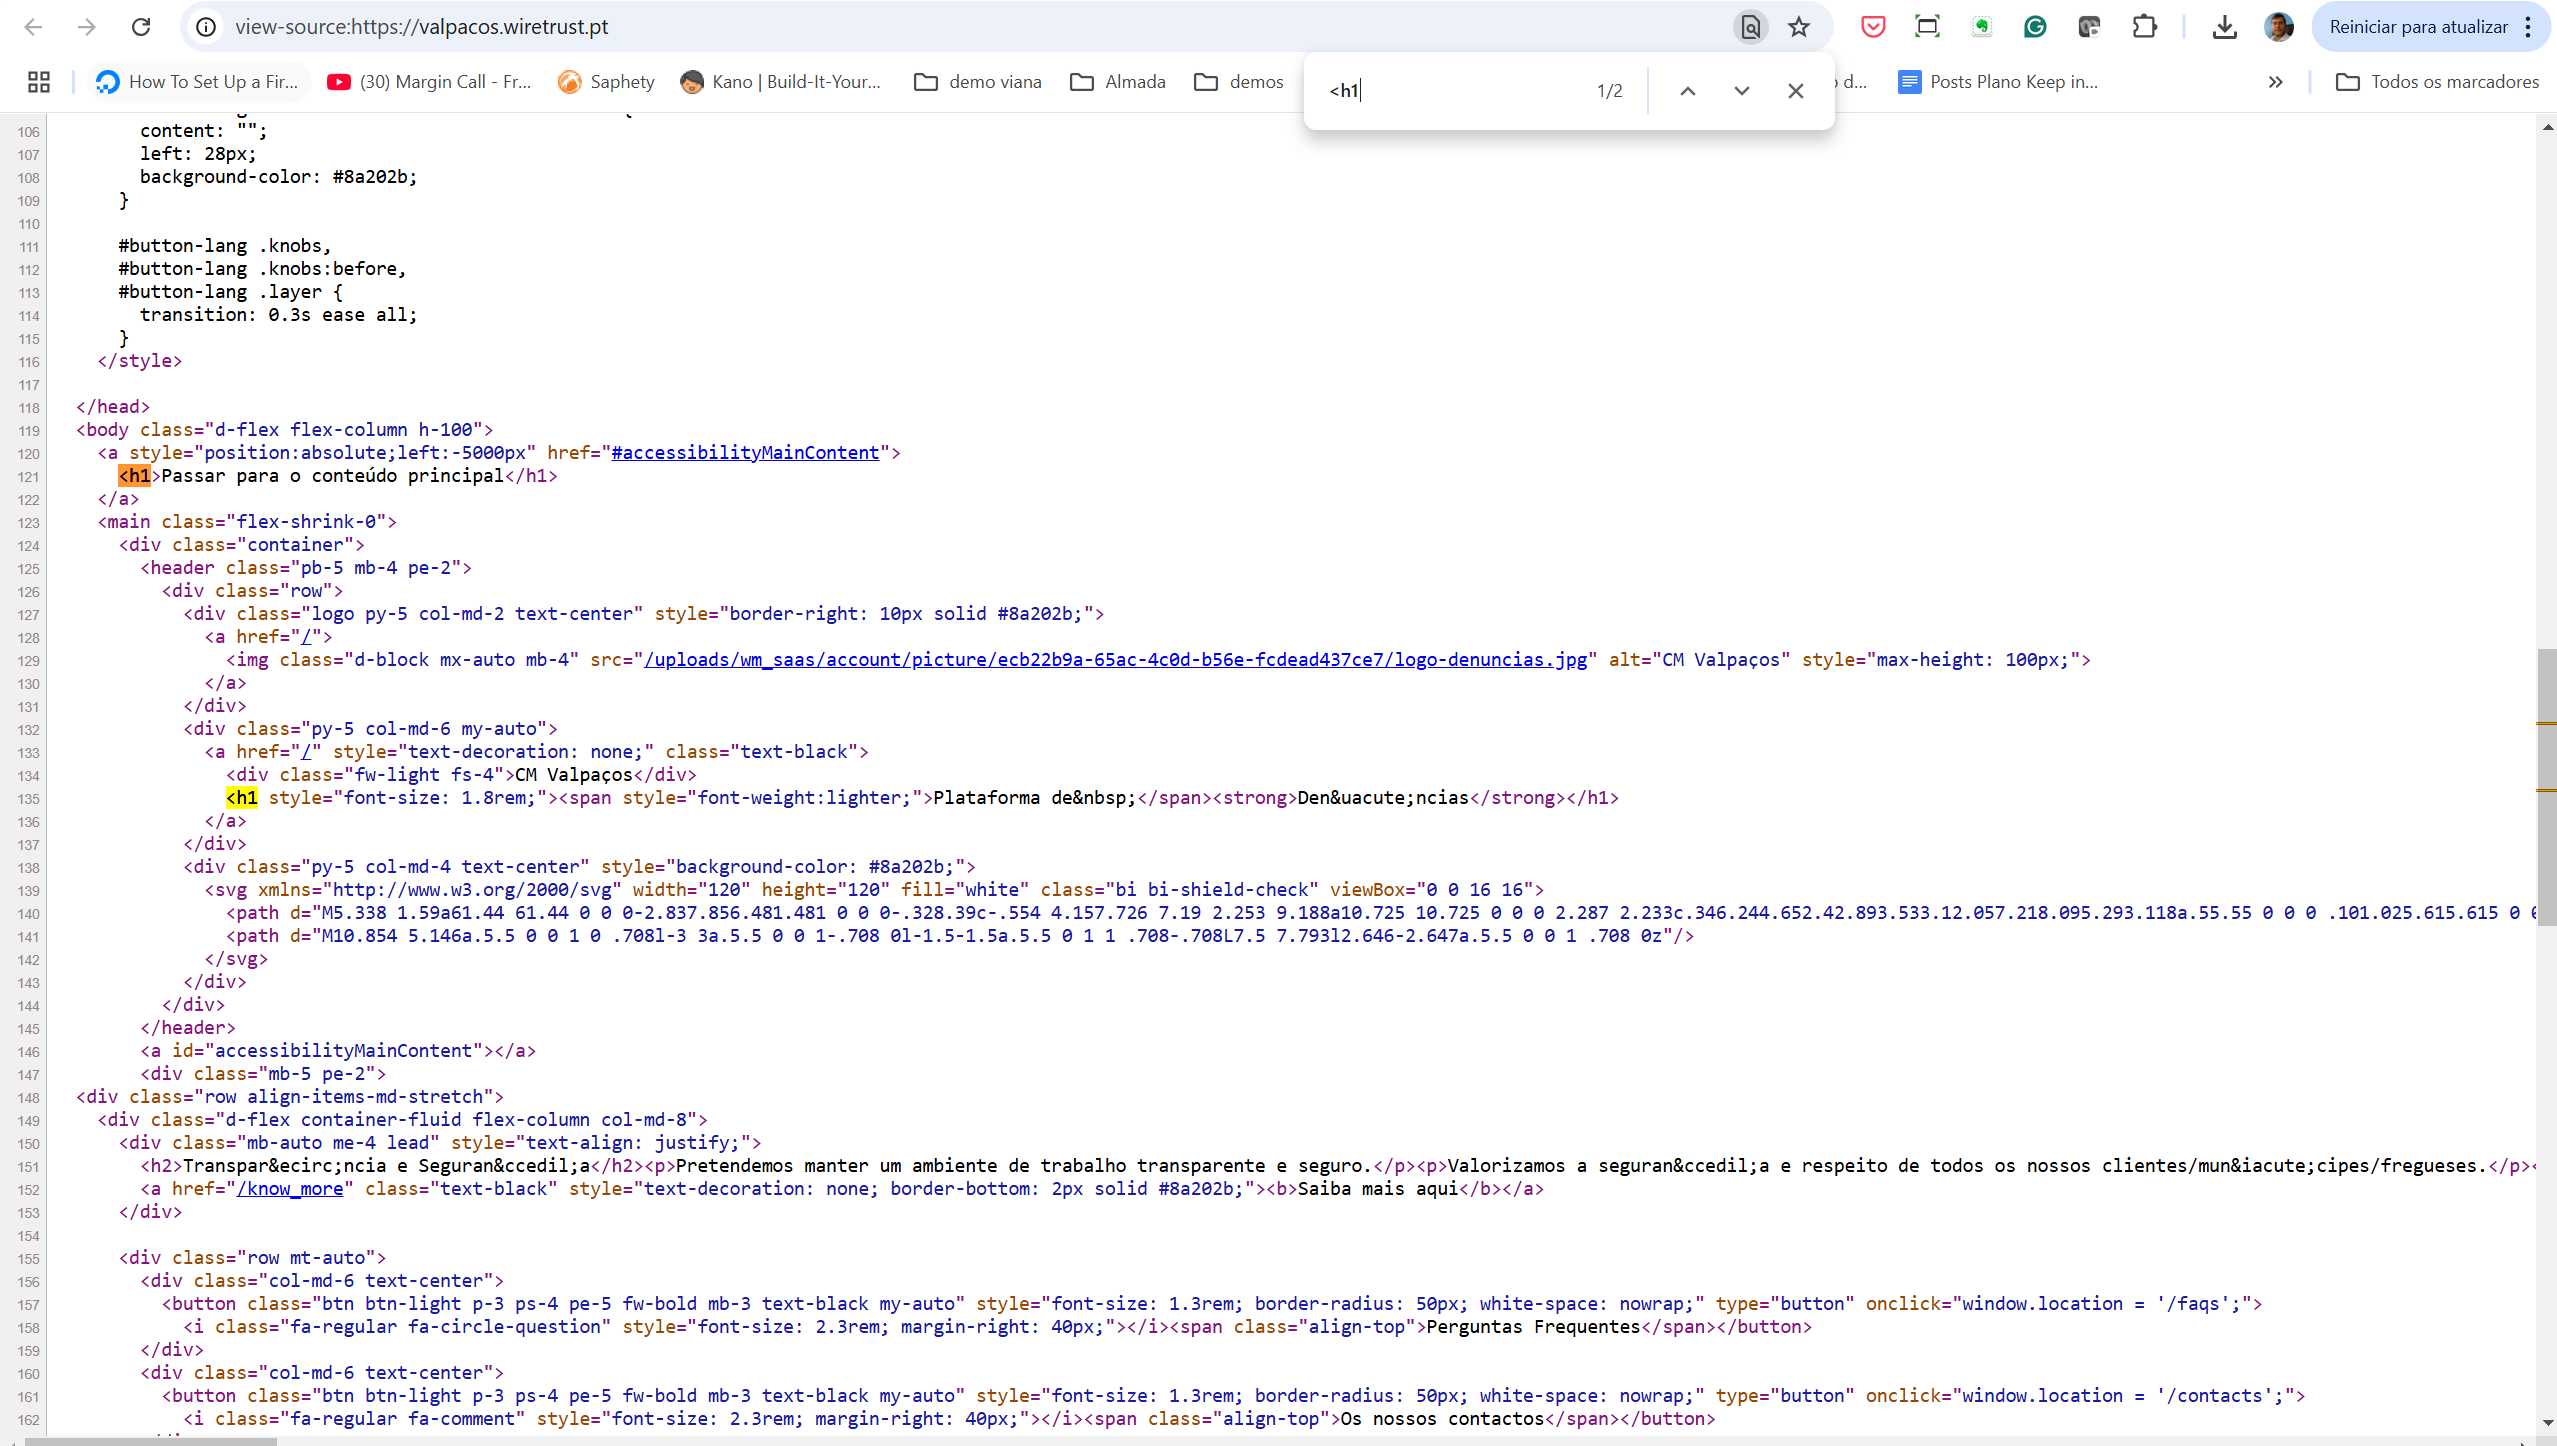 view-source:https://valpacos.wiretrust.pt
Reiniciar para atualizar
How To Set Up a Fir...
(30) Margin Call - Fr...
Saphety
Kano | Build-It-Your...
demo viana
Almada
demos
<h1
1/2
d...
Posts Plano Keep in...
»
Todos os marcadores
106 content: "";
107 left: 28px;
108 background-color: #8a202b;
109 }
110
111 #button-lang .knobs,
112 #button-lang .knobs:before,
113 #button-lang .layer {
114 transition: 0.3s ease all;
115 }
116 </style>
117
118 </head>
119 <body class="d-flex flex-column h-100">
120 <a style="position:absolute;left:-5000px" href="#accessibilityMainContent">
121 <h1>Passar para o conteúdo principal</h1>
122 </a>
123 <main class="flex-shrink-0">
124 <div class="container">
125 <header class="pb-5 mb-4 pe-2">
126 <div class="row">
127 <div class="logo py-5 col-md-2 text-center" style="border-right: 10px solid #8a202b;">
128 <a href="/">
129 <img class="d-block mx-auto mb-4" src="/uploads/wm_saas/account/picture/ecb22b9a-65ac-4c0d-b56e-fcdead437ce7/logo-denuncias.jpg" alt="CM Valpaços" style="max-height: 100px;">
130 </a>
131 </div>
132 <div class="py-5 col-md-6 my-auto">
133 <a href="/" style="text-decoration: none;" class="text-black">
134 <div class="fw-light fs-4">CM Valpaços</div>
135 <h1 style="font-size: 1.8rem;"><span style="font-weight:lighter;">Plataforma de&nbsp;</span><strong>Den&uacute;ncias</strong></h1>
136 </a>
137 </div>
138 <div class="py-5 col-md-4 text-center" style="background-color: #8a202b;">
139 <svg xmlns="http://www.w3.org/2000/svg" width="120" height="120" fill="white" class="bi bi-shield-check" viewBox="0 0 16 16">
140 <path d="M5.338 1.59a61.44 61.44 0 0 0-2.837.856.481.481 0 0 0-.328.39c-.554 4.157.726 7.19 2.253 9.188a10.725 10.725 0 0 0 2.287 2.233c.346.244.652.42.893.533.12.057.218.095.293.118a.55.55 0 0 0 .101.025.615.615 0
141 <path d="M10.854 5.146a.5.5 0 0 1 0 .708l-3 3a.5.5 0 0 1-.708 0l-1.5-1.5a.5.5 0 1 1 .708-.708L7.5 7.793l2.646-2.647a.5.5 0 0 1 .708 0z"/>
142 </svg>
143 </div>
144 </div>
145 </header>
146 <a id="accessibilityMainContent"></a>
147 <div class="mb-5 pe-2">
148 <div class="row align-items-md-stretch">
149 <div class="d-flex container-fluid flex-column col-md-8">
150 <div class="mb-auto me-4 lead" style="text-align: justify;">
151 <h2>Transpar&ecirc;ncia e Seguran&ccedil;a</h2><p>Pretendemos manter um ambiente de trabalho transparente e seguro.</p><p>Valorizamos a seguran&ccedil;a e respeito de todos os nossos clientes/mun&iacute;cipes/fregueses.</p>
152 <a href="/know_more" class="text-black" style="text-decoration: none; border-bottom: 2px solid #8a202b;"><b>Saiba mais aqui</b></a>
153 </div>
154
155 <div class="row mt-auto">
156 <div class="col-md-6 text-center">
157 <button class="btn btn-light p-3 ps-4 pe-5 fw-bold mb-3 text-black my-auto" style="font-size: 1.3rem; border-radius: 50px; white-space: nowrap;" type="button" onclick="window.location = '/faqs';">
158 <i class="fa-regular fa-circle-question" style="font-size: 2.3rem; margin-right: 40px;"></i><span class="align-top">Perguntas Frequentes</span></button>
159 </div>
160 <div class="col-md-6 text-center">
161 <button class="btn btn-light p-3 ps-4 pe-5 fw-bold mb-3 text-black my-auto" style="font-size: 1.3rem; border-radius: 50px; white-space: nowrap;" type="button" onclick="window.location = '/contacts';">
162 <i class="fa-regular fa-comment" style="font-size: 2.3rem; margin-right: 40px;"></i><span class="align-top">Os nossos contactos</span></button>